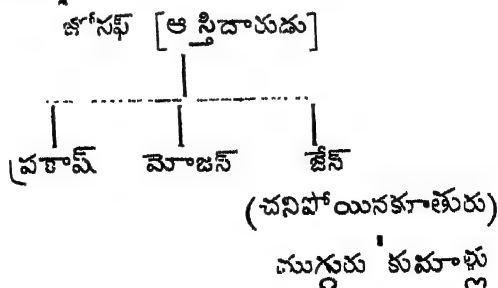 జోసఫ్ [ఆస్తిదారుడు]
ప్రకాష్ మోజస్ జేన్
(చనిపోయినకూతురు)
ముగ్గురు కుమాళ్లు